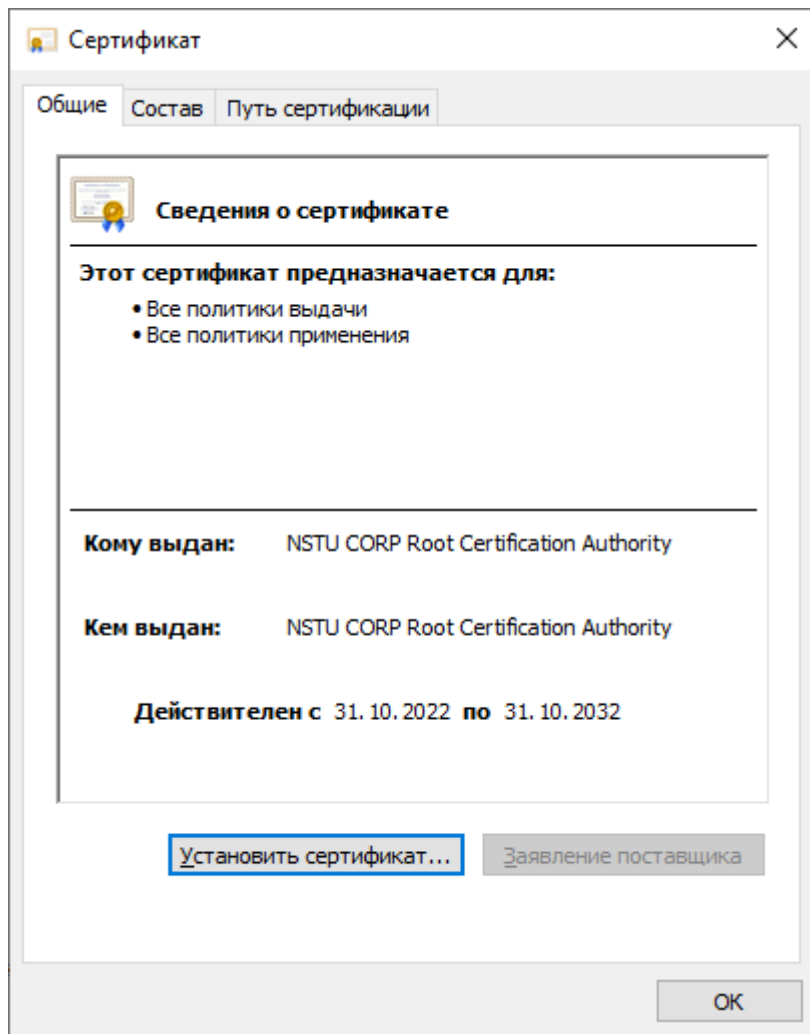 Сертификат
Общие Состав Путь сертификации
Сведения о сертификате
Этот сертификат предназначается для:
• Все политики выдачи
• Все политики применения
Кому выдан: NSTU CORP Root Certification Authority
Кем выдан: NSTU CORP Root Certification Authority
Действителен с 31.10.2022 по 31.10.2032
Установить сертификат... Заявление поставщика
OK